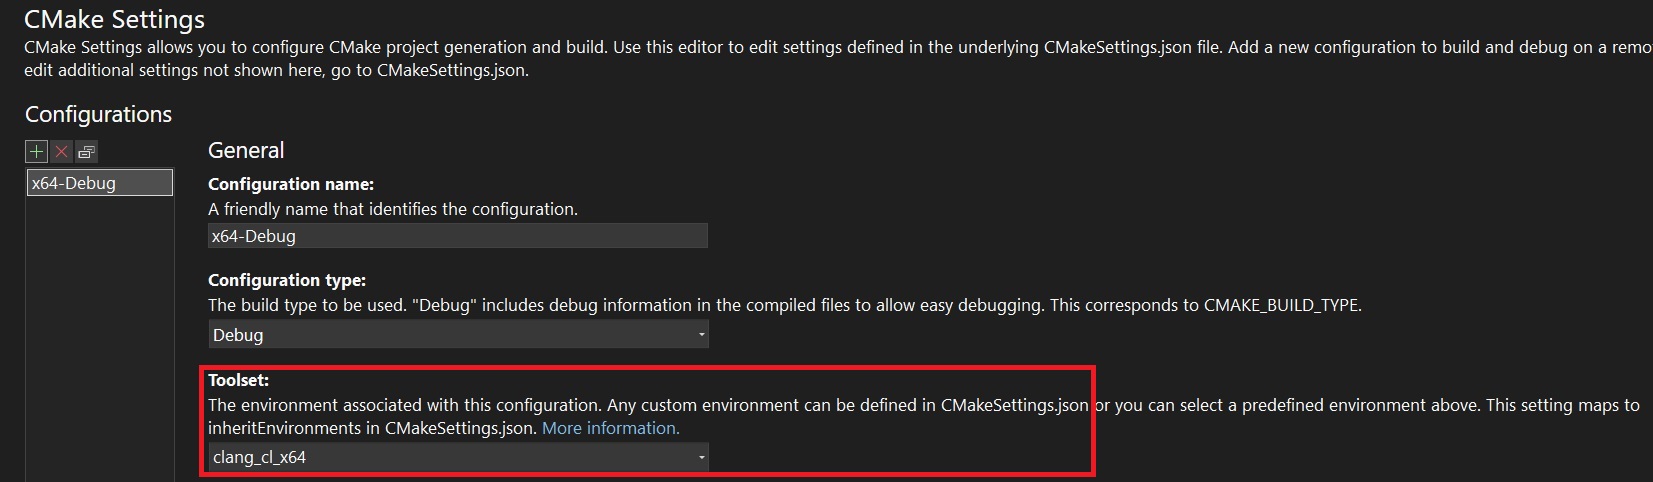 CMake Settings
CMake Settings allows you to configure CMake project generation and build. Use this editor to edit settings defined in the underlying CMakeSettings.json file. Add a new configuration to build and debug on a remo
edit additional settings not shown here, go to CMakeSettings.json.
Configurations
x64-Debug
General
Configuration name:
A friendly name that identifies the configuration.
x64-Debug
Configuration type:
The build type to be used. "Debug" includes debug information in the compiled files to allow easy debugging. This corresponds to CMAKE_BUILD_TYPE.
Debug
Toolset:
The environment associated with this configuration. Any custom environment can be defined in CMakeSettings.json or you can select a predefined environment above. This setting maps to
inheritEnvironments in CMakeSettings.json. More information.
clang_cl_x64